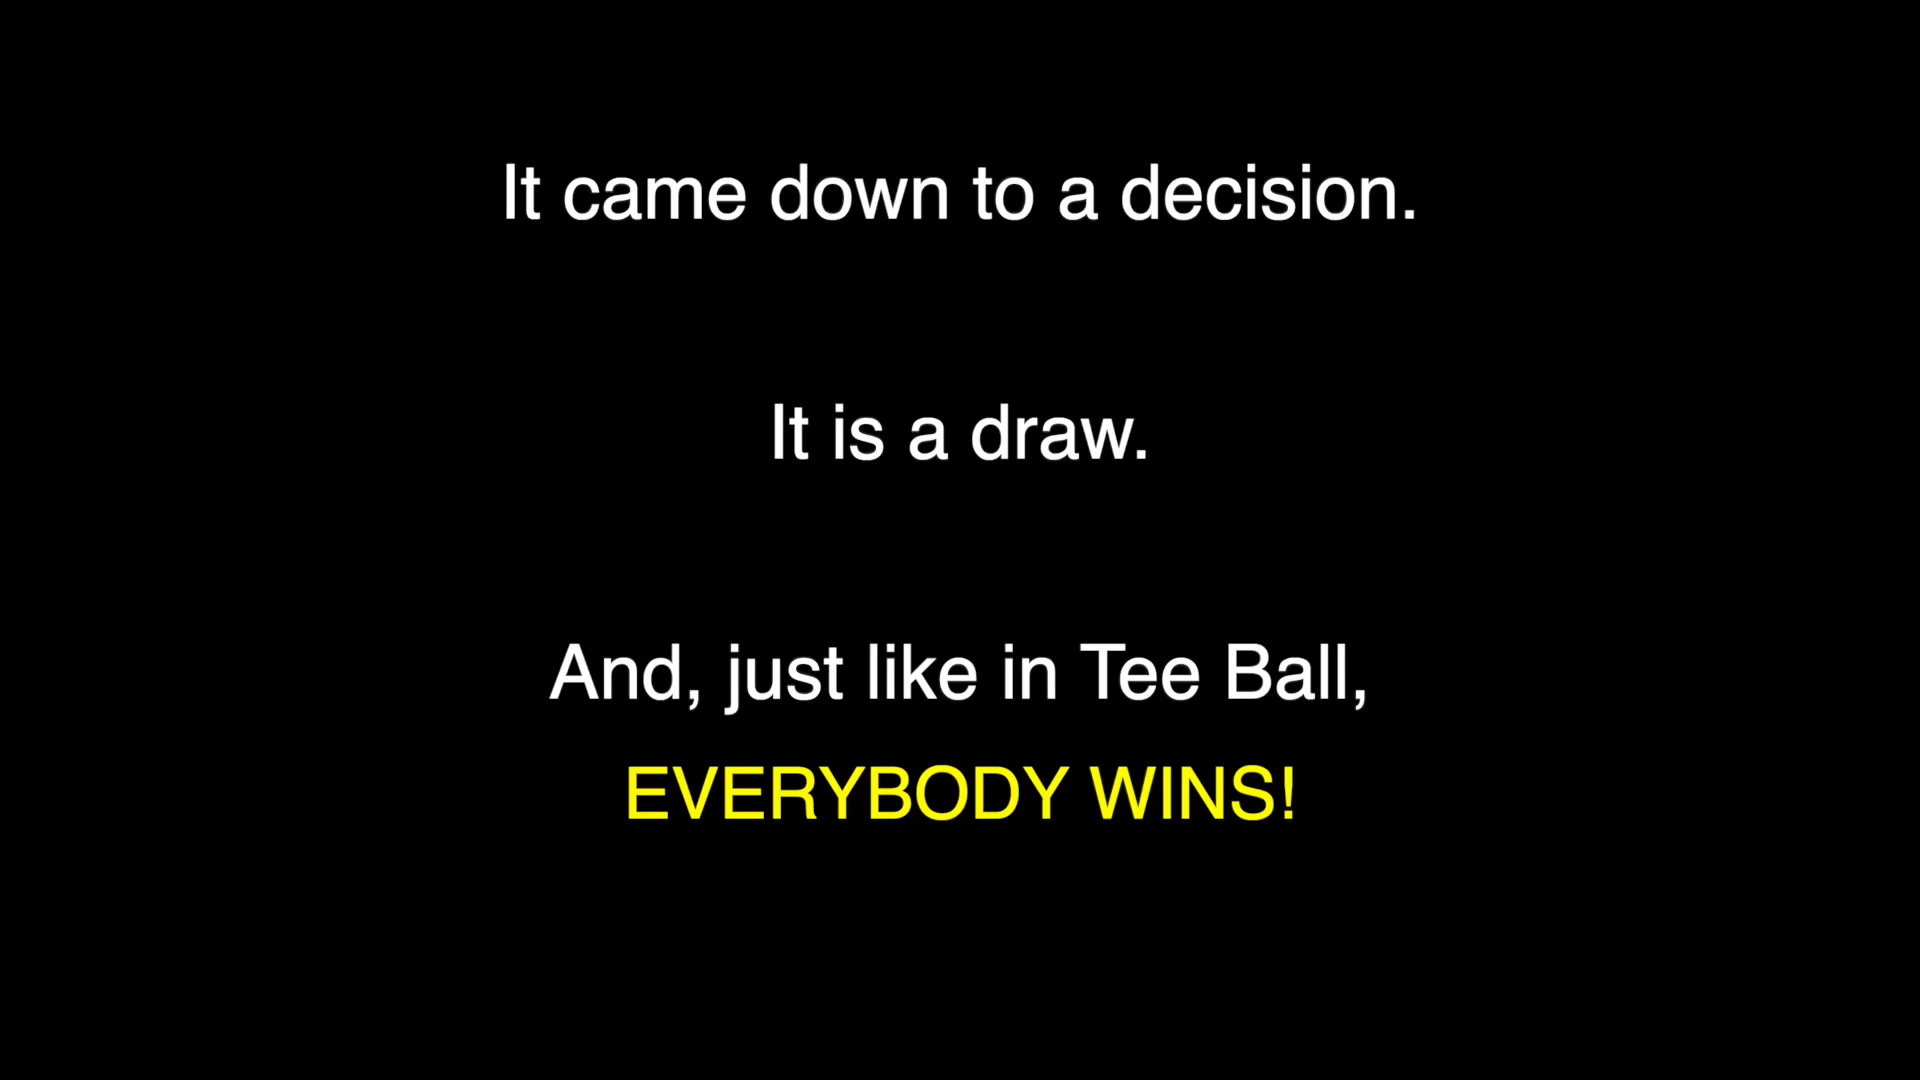 It came down to a decision.
It is a draw.
And, just like in Tee Ball,
EVERYBODY WINS!